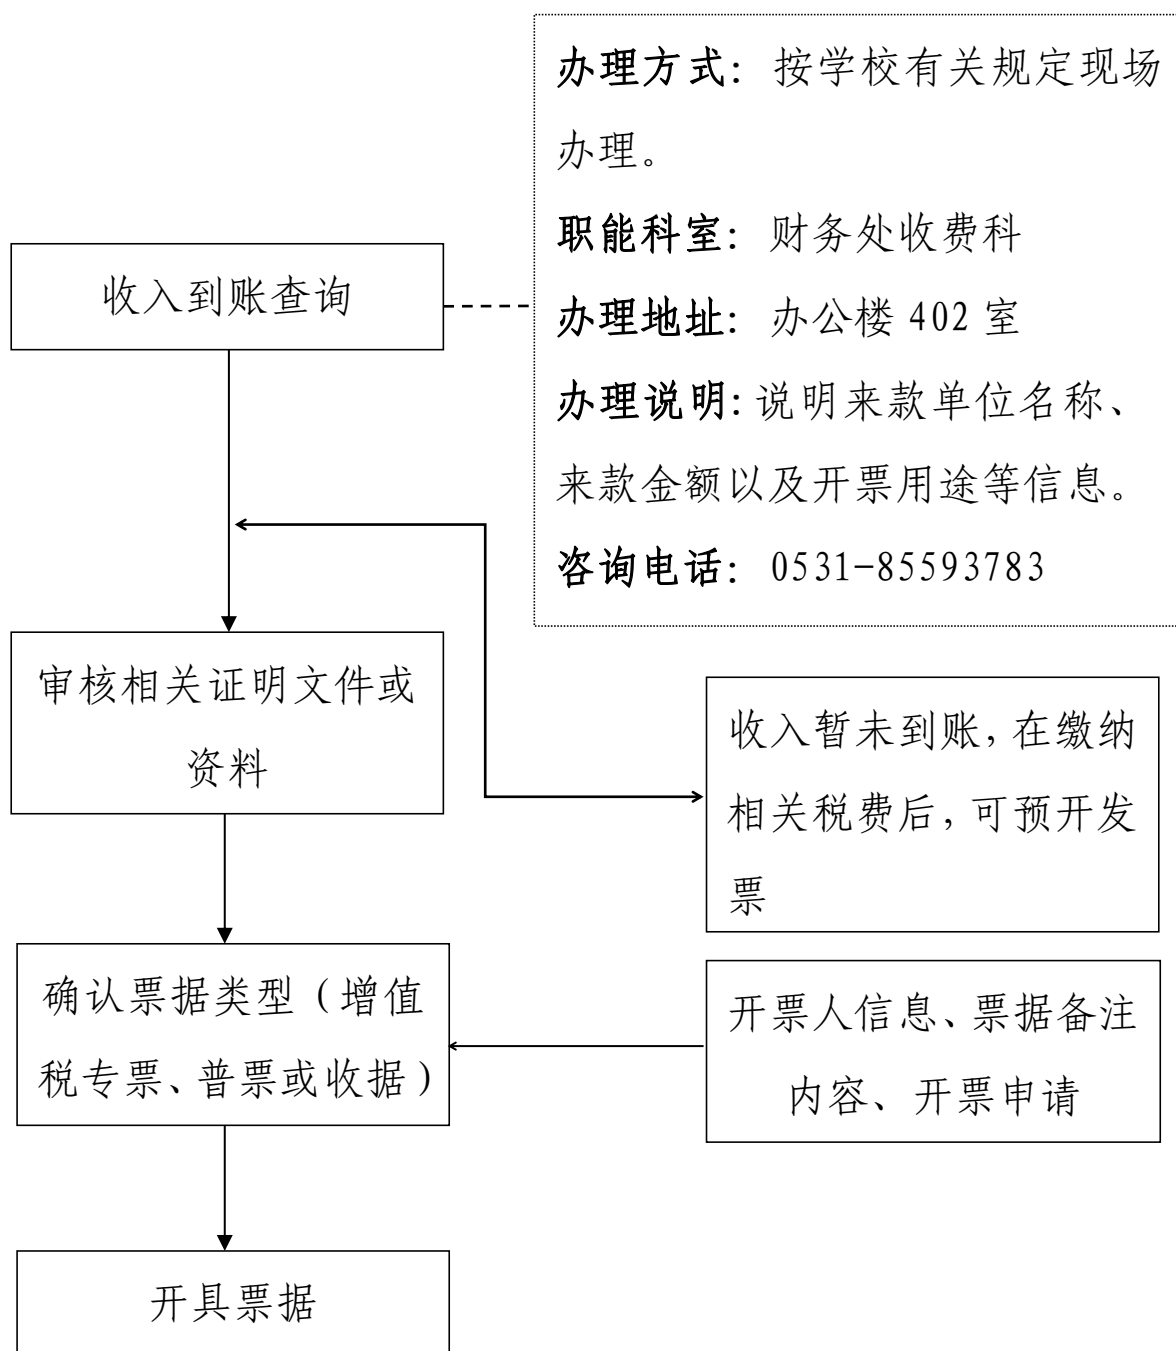 办理方式：按学校有关规定现场
办理。
职能科室：财务处收费科
办理地址：办公楼 402 室
办理说明：说明来款单位名称、
来款金额以及开票用途等信息。
咨询电话：0531-85593783
收入到账查询
审核相关证明文件或
资料
收入暂未到账，在缴纳
相关税费后，可预开发
票
确认票据类型（增值
税专票、普票或收据）
开票人信息、票据备注
内容、开票申请
开具票据